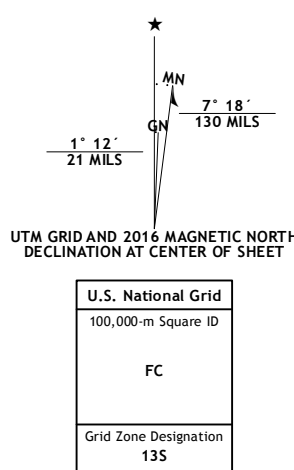 ★
MN
7° 18´
130 MILS
GN
1° 12´
21 MILS
UTM GRID AND 2016 MAGNETIC NORTH
DECLINATION AT CENTER OF SHEET
U.S. National Grid
100,000-m Square ID
FC
Grid Zone Designation
13S